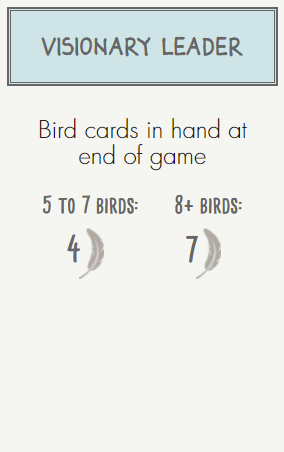 VISIONARY LEADER
Bird cards in hand at
end of game
5 TO 7 BIRDS: 8+ BIRDS:
4 7